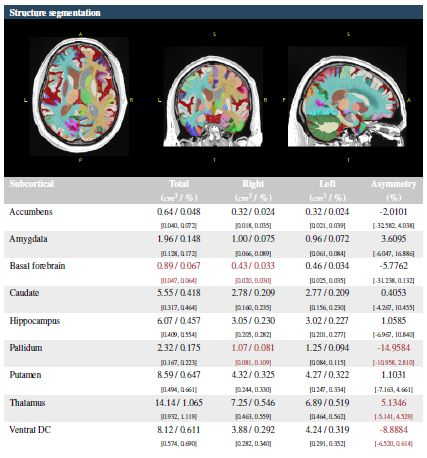 Structure segmentation
A S S
L R L R P A
P I I
Subcortical Total Right Left Asymmetry
(cm³ / %) (cm³ / %) (cm³ / %) (%)
Accumbens 0.64 / 0.048 0.32 / 0.024 0.32 / 0.024 -2.0101
[0.040, 0.072] [0.018, 0.035] [0.021, 0.039] [-32.582, 4.038]
Amygdala 1.96 / 0.148 1.00 / 0.075 0.96 / 0.072 3.6095
[0.128, 0.172] [0.066, 0.089] [0.061, 0.084] [-6.047, 16.886]
Basal forebrain 0.89 / 0.067 0.43 / 0.033 0.46 / 0.034 -5.7762
[0.047, 0.064] [0.020, 0.030] [0.025, 0.035] [-31.238, 0.132]
Caudate 5.55 / 0.418 2.78 / 0.209 2.77 / 0.209 0.4053
[0.317, 0.464] [0.160, 0.235] [0.156, 0.230] [-4.267, 10.455]
Hippocampus 6.07 / 0.457 3.05 / 0.230 3.02 / 0.227 1.0585
[0.409, 0.554] [0.205, 0.282] [0.201, 0.277] [-6.967, 10.840]
Pallidum 2.32 / 0.175 1.07 / 0.081 1.25 / 0.094 -14.9584
[0.167, 0.223] [0.081, 0.109] [0.084, 0.115] [-10.958, 2.810]
Putamen 8.59 / 0.647 4.32 / 0.325 4.27 / 0.322 1.1031
[0.494, 0.661] [0.244, 0.330] [0.247, 0.334] [-7.163, 4.661]
Thalamus 14.14 / 1.065 7.25 / 0.546 6.89 / 0.519 5.1346
[0.932, 1.119] [0.463, 0.559] [0.464, 0.562] [-5.141, 4.529]
Ventral DC 8.12 / 0.611 3.88 / 0.292 4.24 / 0.319 -8.8884
[0.574, 0.690] [0.282, 0.340] [0.291, 0.352] [-6.520, 0.614]